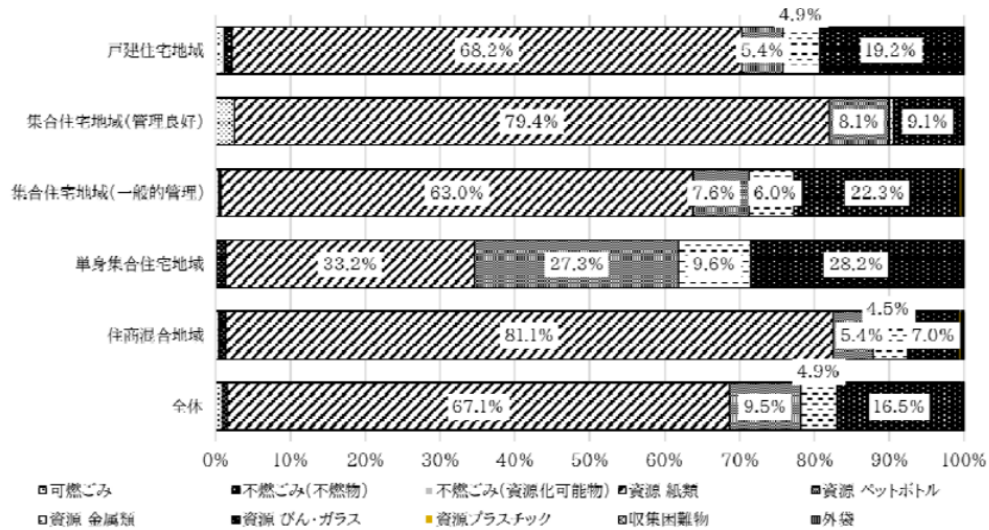 4.9%
戸建住宅地域 68.2% 5.4% 19.2%
集合住宅地域(管理良好) 79.4% 8.1% 9.1%
集合住宅地域(一般的管理) 63.0% 7.6% 6.0% 22.3%
単身集合住宅地域 33.2% 27.3% 9.6% 28.2%
4.5%
住商混合地域 81.1% 5.4% 7.0%
4.9%
全体 67.1% 9.5% 16.5%
0% 10% 20% 30% 40% 50% 60% 70% 80% 90% 100%
可燃ごみ 不燃ごみ(不燃物) 不燃ごみ(資源化可能物) 資源 紙類 資源 ペットボトル
資源 金属類 資源 びん・ガラス 資源プラスチック 収集困難物 外袋